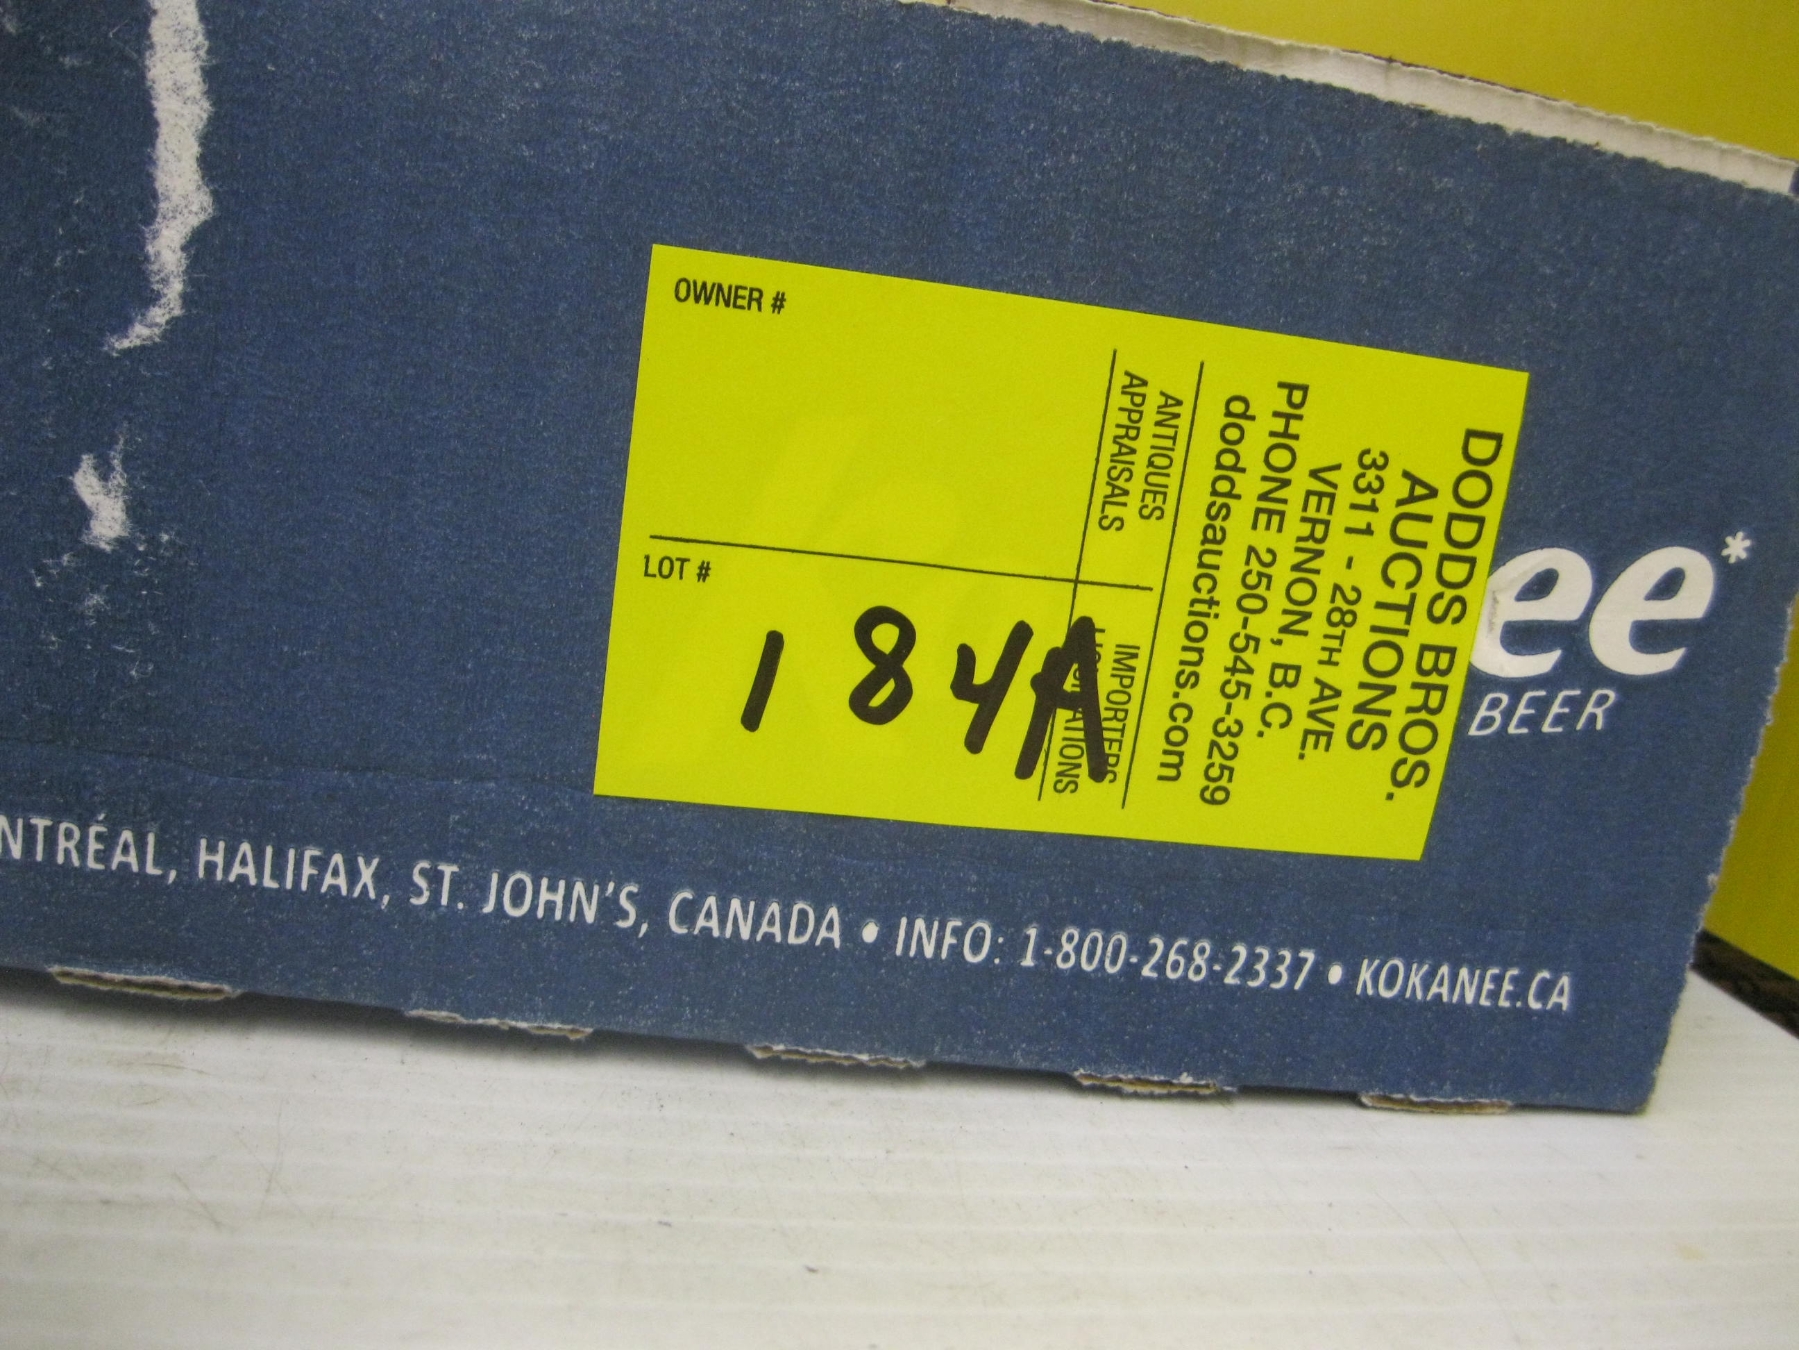 OWNER #
LOT #
184A
DODDS BROS.
AUCTIONS
3311 - 28TH AVE.
VERNON, B.C.
PHONE 250-545-3259
doddsauctions.com
ANTIQUES
APPRAISALS
IMPORTERS
ee*
BEER
NTRÉAL, HALIFAX, ST. JOHN'S, CANADA • INFO: 1-800-268-2337 • KOKANEE.CA